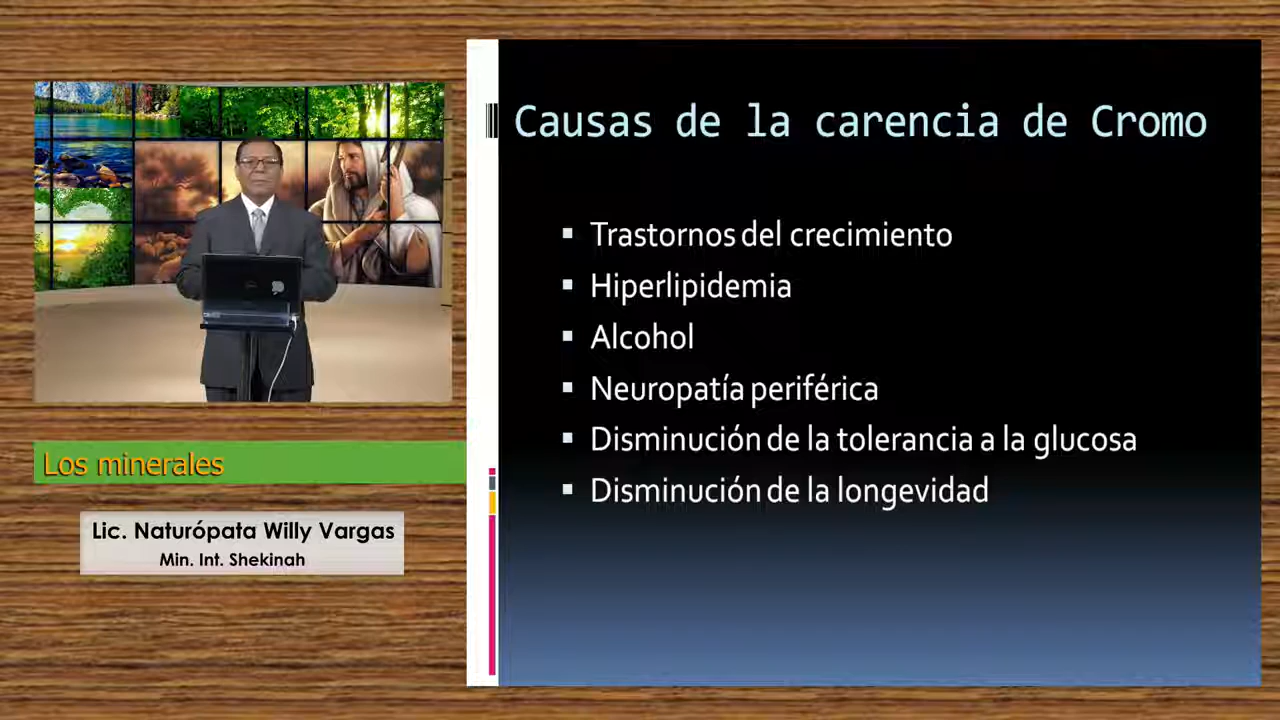 Causas de la carencia de Cromo
Trastornos del crecimiento
Hiperlipidemia
Alcohol
Neuropatía periférica
Disminución de la tolerancia a la glucosa
Disminución de la longevidad
Los minerales
Lic. Naturópata Willy Vargas
Min. Int. Shekinah